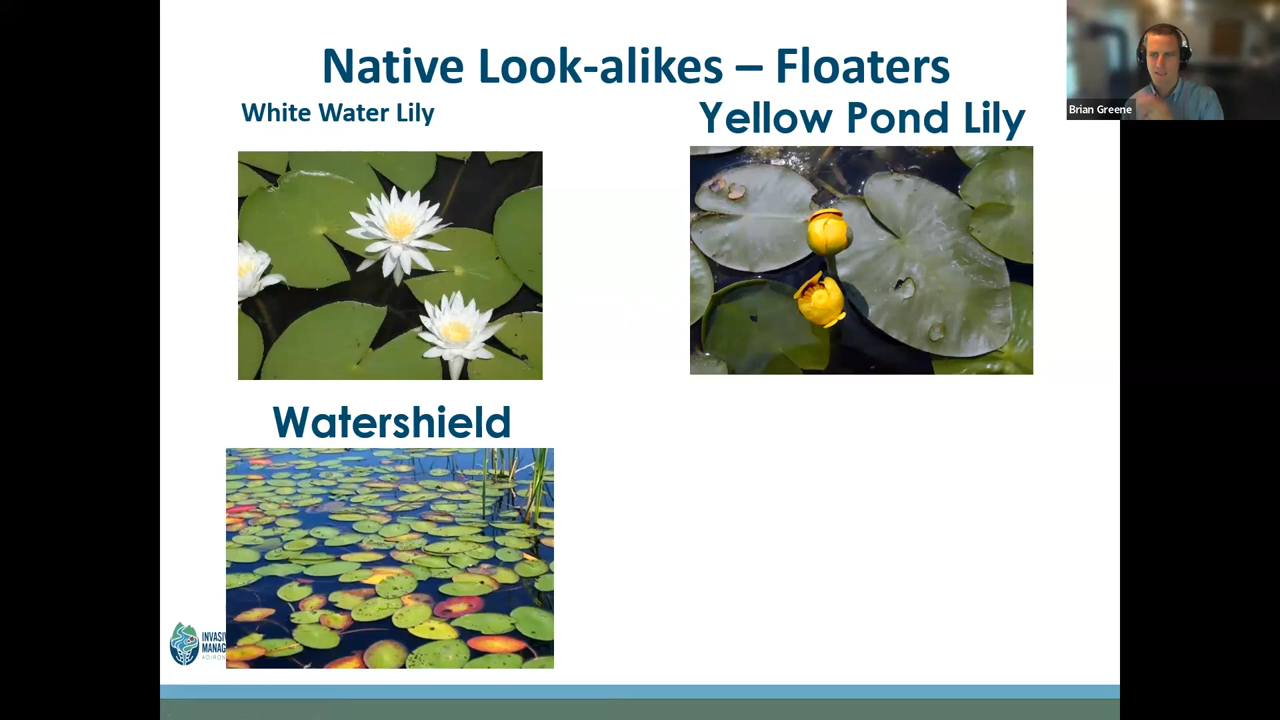 Native Look-alikes – Floaters
White Water Lily
Yellow Pond Lily
Brian Greene
Watershield